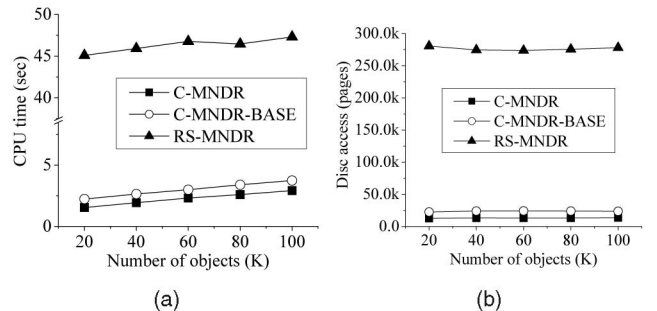 50
45
40
5
0
CPU time (sec)
C-MNDR
C-MNDR-BASE
RS-MNDR
20 40 60 80 100
Number of objects (K)
(a)
300.0k
250.0k
200.0k
150.0k
100.0k
50.0k
0.0
Disc access (pages)
C-MNDR
C-MNDR-BASE
RS-MNDR
20 40 60 80 100
Number of objects (K)
(b)